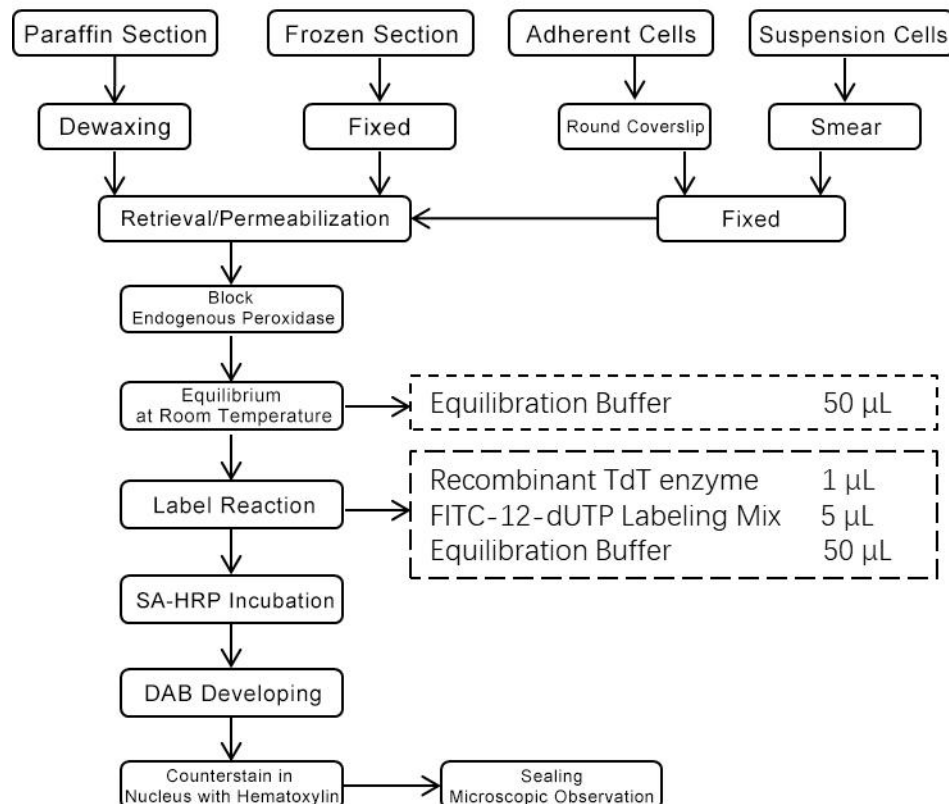 Paraffin Section
Frozen Section
Adherent Cells
Suspension Cells
Dewaxing
Fixed
Round Coverslip
Smear
Retrieval/Permeabilization
Fixed
Block
Endogenous Peroxidase
Equilibrium
at Room Temperature
Equilibration Buffer 50 μL
Label Reaction
Recombinant TdT enzyme 1 μL
FITC-12-dUTP Labeling Mix 5 μL
Equilibration Buffer 50 μL
SA-HRP Incubation
DAB Developing
Counterstain in
Nucleus with Hematoxylin
Sealing
Microscopic Observation